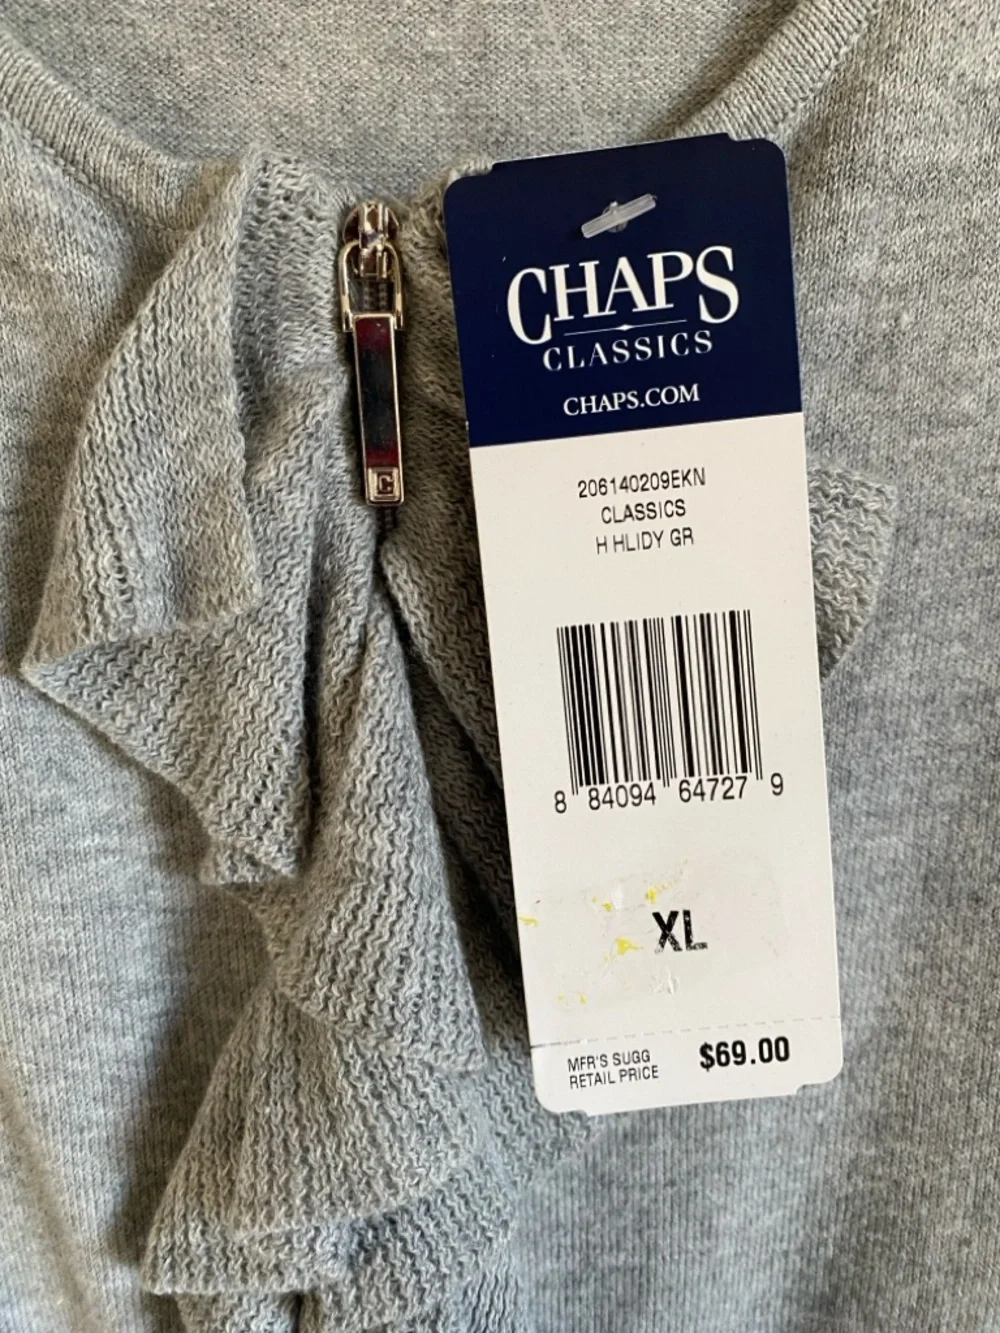 C
CHAPS
CLASSICS
CHAPS.COM
206140209EKN
CLASSICS
H HLIDY GR
8 84094 64727 9
XL
MFR'S SUGG
RETAIL PRICE $69.00